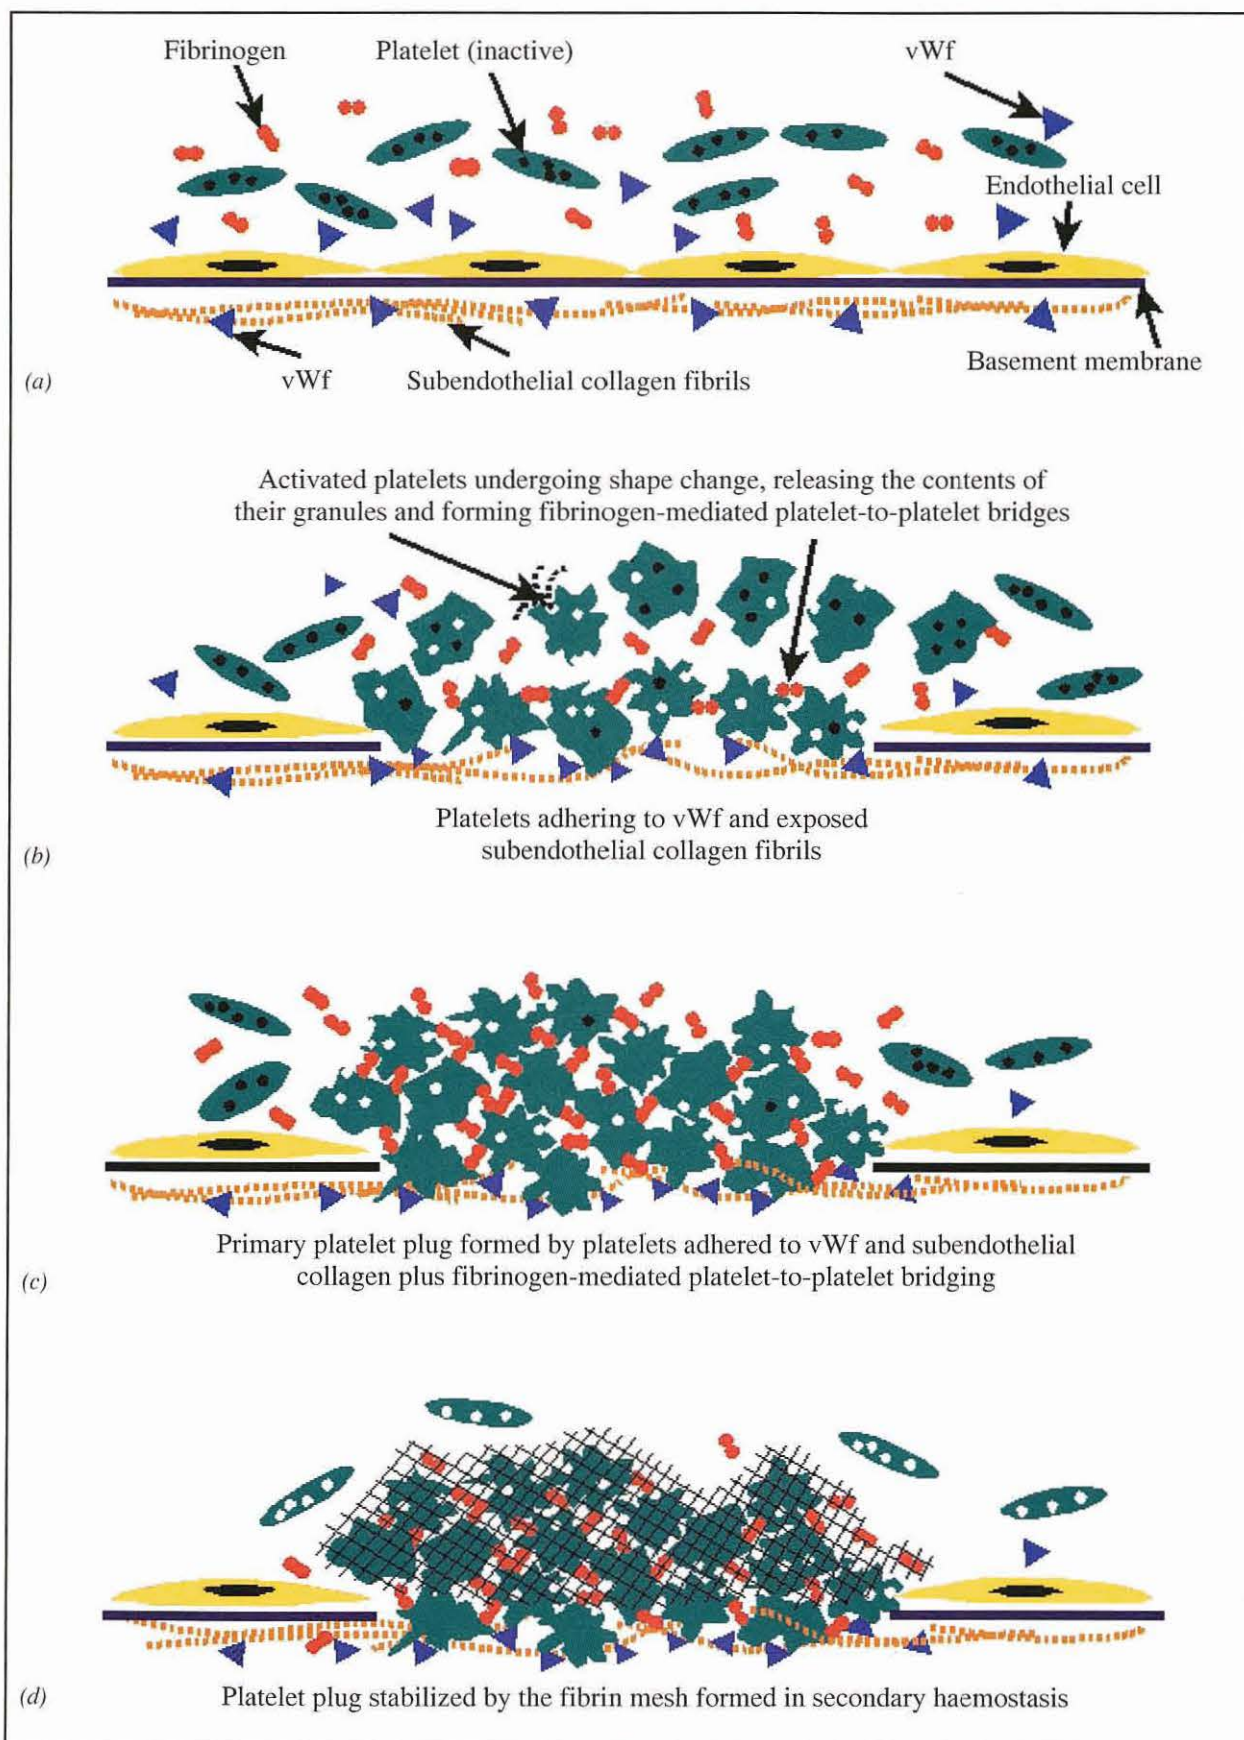 Fibrinogen
Platelet (inactive)
vWf
Endothelial cell
Basement membrane
vWf
Subendothelial collagen fibrils
(a)
Activated platelets undergoing shape change, releasing the contents of
their granules and forming fibrinogen-mediated platelet-to-platelet bridges
Platelets adhering to vWf and exposed
subendothelial collagen fibrils
(b)
Primary platelet plug formed by platelets adhered to vWf and subendothelial
collagen plus fibrinogen-mediated platelet-to-platelet bridging
(c)
(d)
Platelet plug stabilized by the fibrin mesh formed in secondary haemostasis